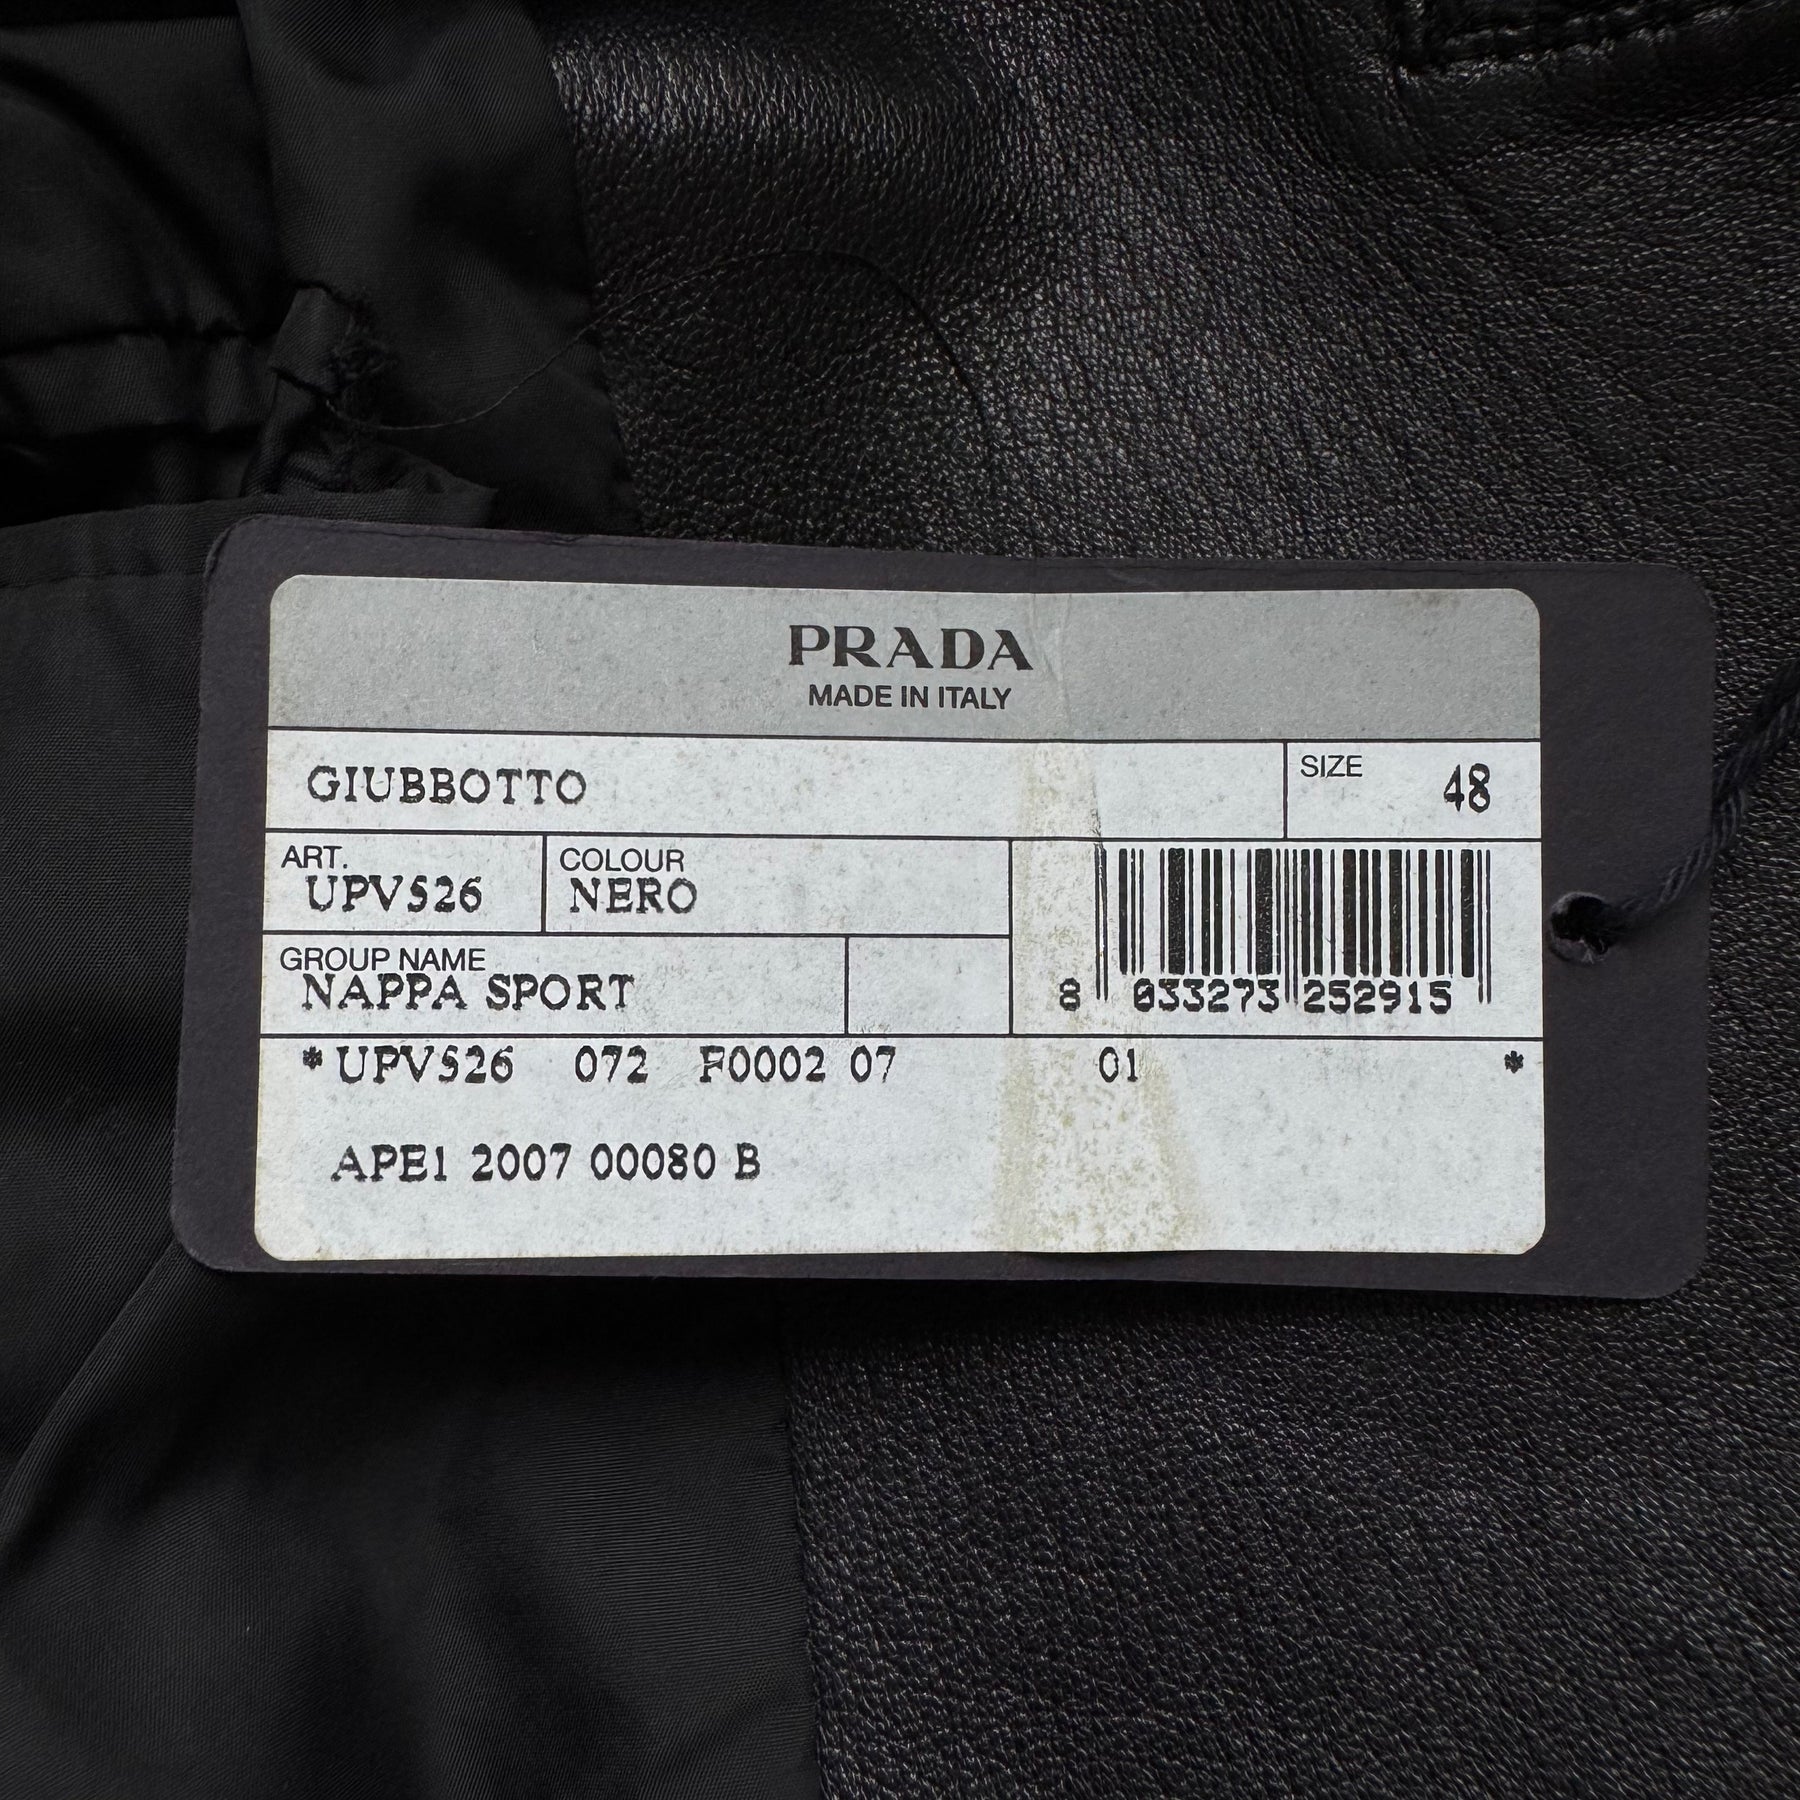 PRADA
MADE IN ITALY
GIUBBOTTO
SIZE 48
ART. COLOUR
UPV526 NERO
GROUP NAME
NAPPA SPORT
8 033273 252915
* UPV526 072 F0002 07 01 *
APE1 2007 00080 B